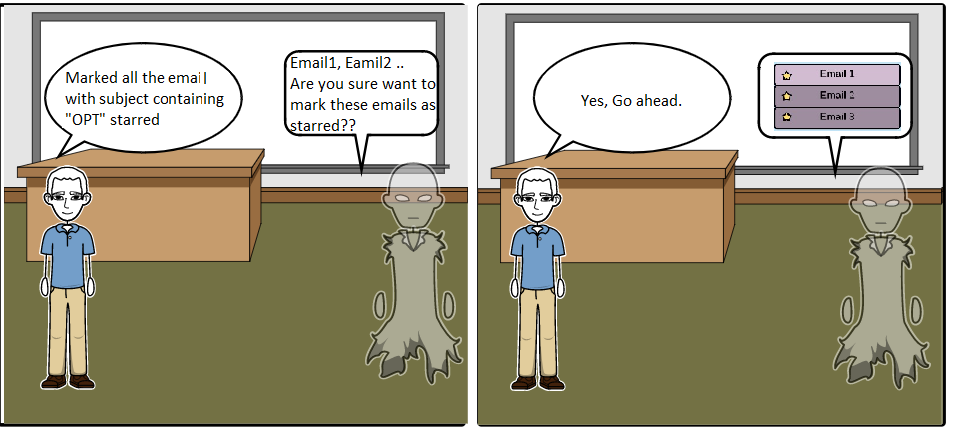 Marked all the email
with subject containing
"OPT" starred
Email1, Eamil2 ..
Are you sure want to
mark these emails as
starred??
Yes, Go ahead.
Email 1
Email 2
Email 3